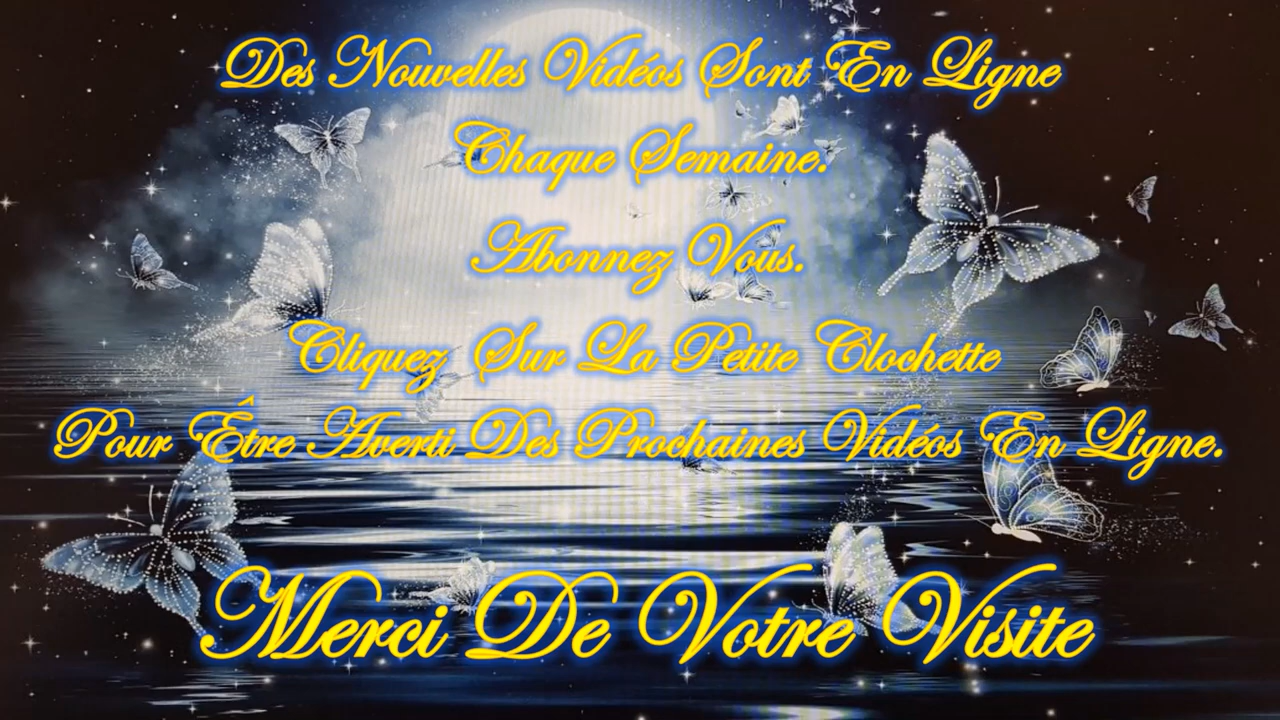 Des Nouvelles Vidéos Sont En Ligne
Chaque Semaine.
Abonnez Vous.
Cliquez Sur La Petite Clochette
Pour Être Averti Des Prochaines Vidéos En Ligne.
Merci De Votre Visite